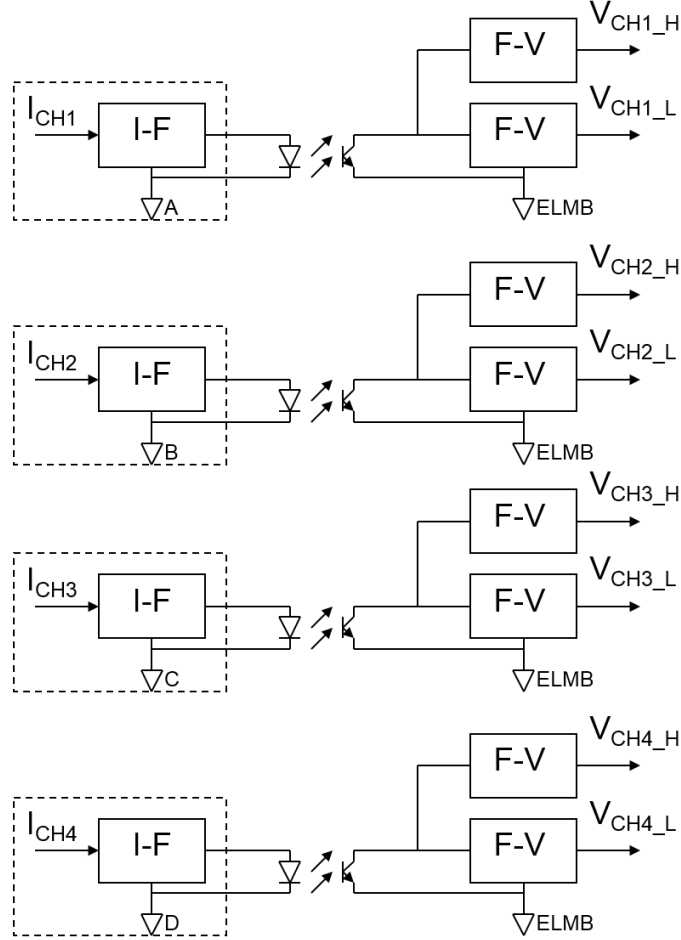 V_CH1_H
F-V
I_CH1
I-F
F-V
V_CH1_L
A
ELMB
V_CH2_H
F-V
I_CH2
I-F
F-V
V_CH2_L
B
ELMB
V_CH3_H
F-V
I_CH3
I-F
F-V
V_CH3_L
C
ELMB
V_CH4_H
F-V
I_CH4
I-F
F-V
V_CH4_L
D
ELMB